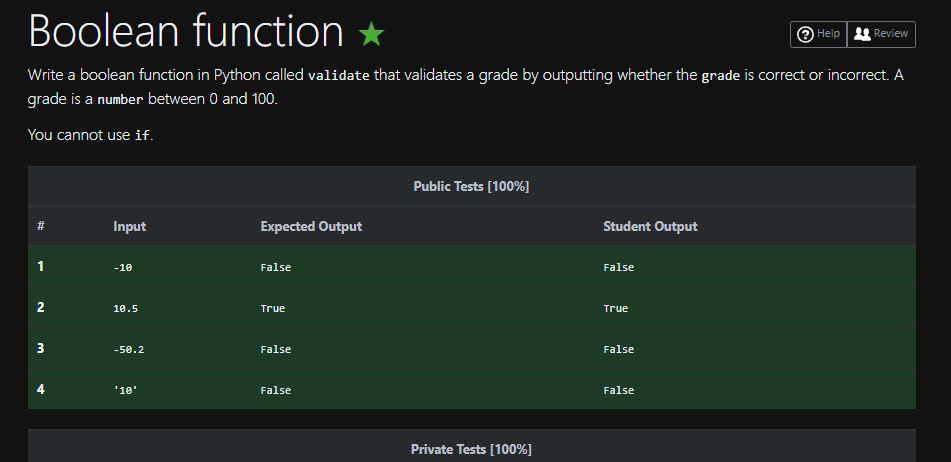 Boolean function
Help Review
Write a boolean function in Python called validate that validates a grade by outputting whether the grade is correct or incorrect. A
grade is a number between 0 and 100.
You cannot use if.
Public Tests [100%]
# Input Expected Output Student Output
1 -10 False False
2 10.5 True True
3 -50.2 False False
4 '10' False False
Private Tests [100%]